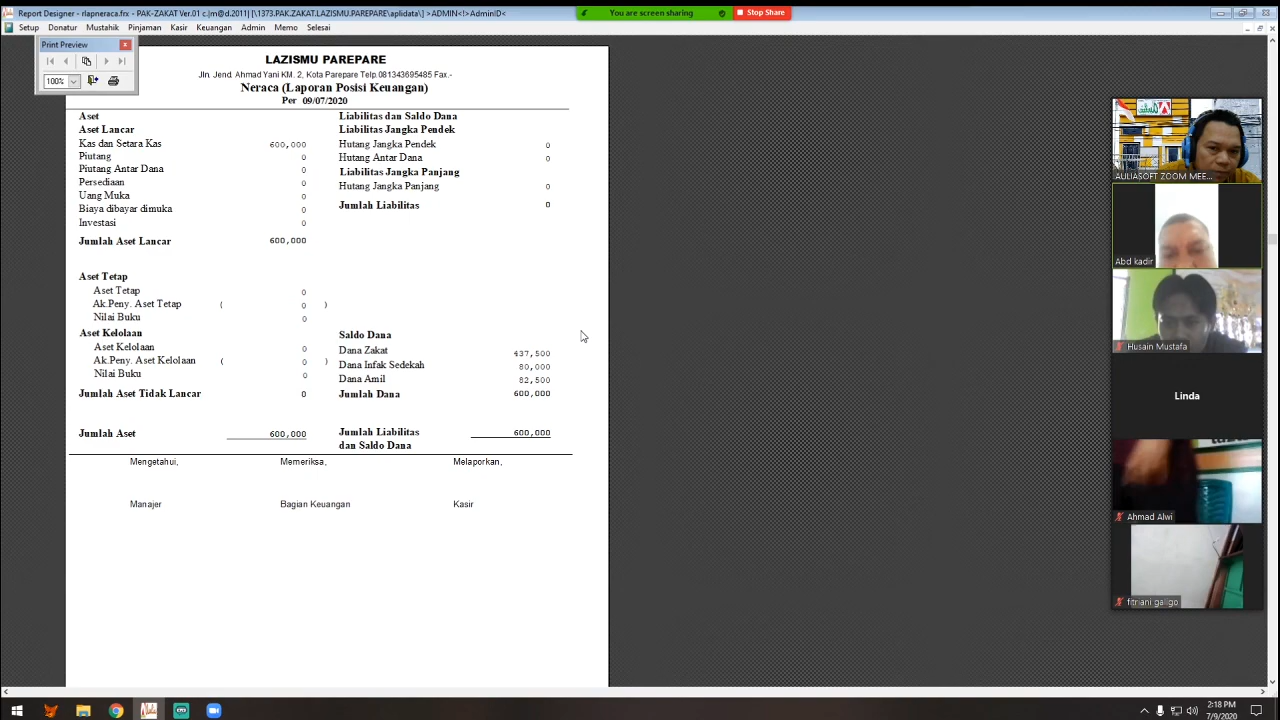 Report Designer - rlapneraca.frx - PAK-ZAKAT Ver.01 c.|m@d.2011| [\1373.PAK.ZAKAT.LAZISMU.PAREPARE\aplidata\] >ADMIN<!>AdminID<
You are screen sharing
Stop Share
Setup Donatur Mustahik Pinjaman Kasir Keuangan Admin Memo Selesai
Print Preview
100%
LAZISMU PAREPARE
Jln. Jend. Ahmad Yani KM. 2, Kota Parepare Telp.081343695485 Fax.-
Neraca (Laporan Posisi Keuangan)
Per 09/07/2020
Aset
Aset Lancar
Kas dan Setara Kas 600,000
Piutang 0
Piutang Antar Dana 0
Persediaan 0
Uang Muka 0
Biaya dibayar dimuka 0
Investasi 0
Jumlah Aset Lancar 600,000
Aset Tetap
Aset Tetap 0
Ak.Peny. Aset Tetap ( 0 )
Nilai Buku 0
Aset Kelolaan
Aset Kelolaan 0
Ak.Peny. Aset Kelolaan ( 0 )
Nilai Buku 0
Jumlah Aset Tidak Lancar 0
Jumlah Aset 600,000
Liabilitas dan Saldo Dana
Liabilitas Jangka Pendek
Hutang Jangka Pendek 0
Hutang Antar Dana 0
Liabilitas Jangka Panjang
Hutang Jangka Panjang 0
Jumlah Liabilitas 0
Saldo Dana
Dana Zakat 437,500
Dana Infak Sedekah 80,000
Dana Amil 82,500
Jumlah Dana 600,000
Jumlah Liabilitas 600,000
dan Saldo Dana
Mengetahui, Memeriksa, Melaporkan,
Manajer Bagian Keuangan Kasir
AULIASOFT ZOOM MEE...
Abd kadir
Husain Mustafa
Linda
Ahmad Alwi
fitriani galigo
2:18 PM
7/9/2020